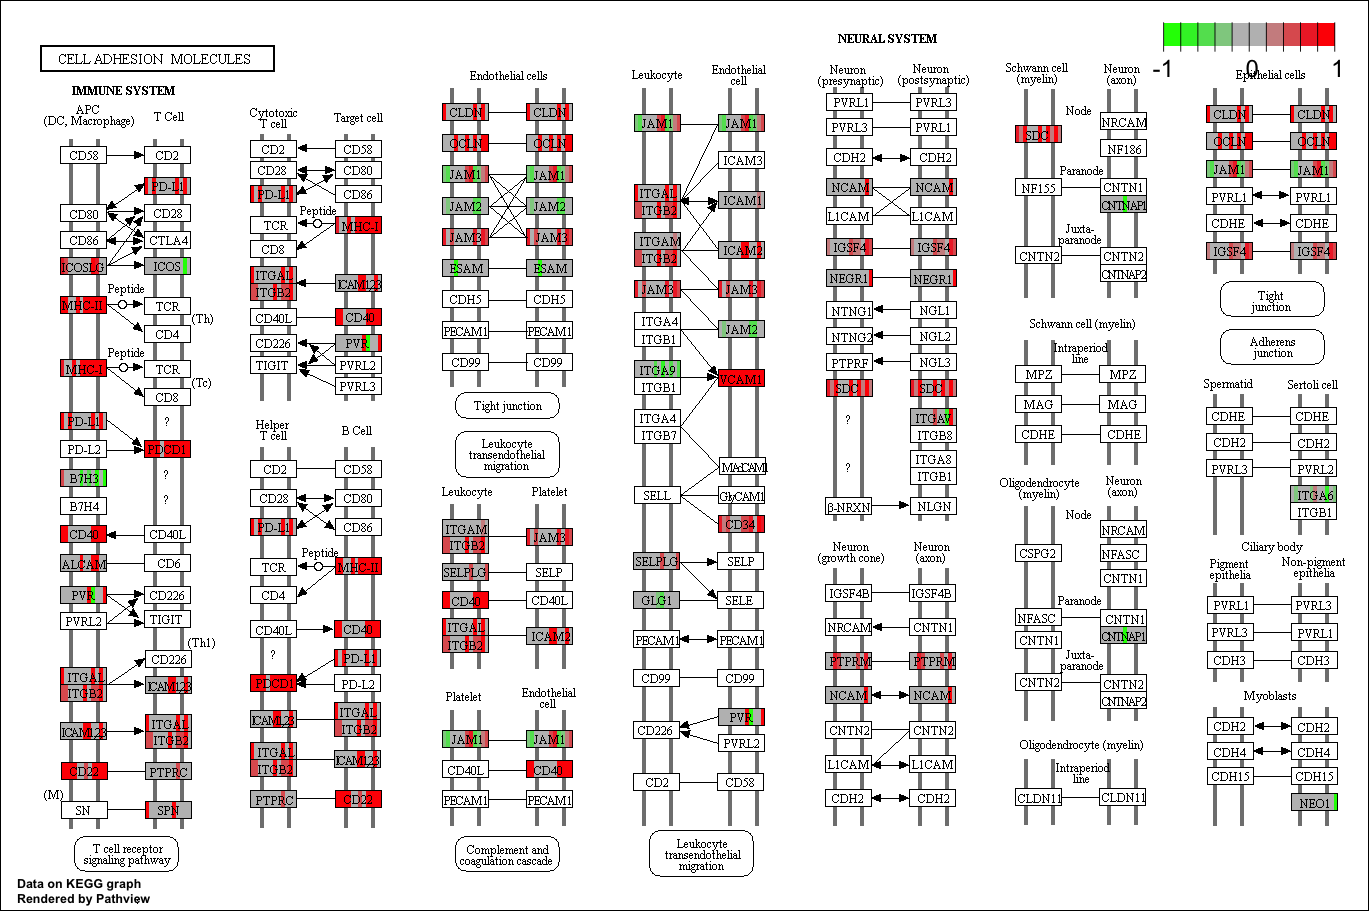 CELL ADHESION MOLECULES
IMMUNE SYSTEM
APC
(DC, Macrophage)
T Cell
CD58
CD2
PD-L1
CD80
CD28
CD86
CTLA4
ICOSLG
ICOS
MHC-II
Peptide
TCR
(Th)
CD4
MHC-I
Peptide
TCR
(Tc)
CD8
PD-L1
?
PD-L2
PDCD1
B7H3
?
B7H4
?
CD40
CD40L
ALCAM
CD6
PVR
CD226
PVRL2
TIGIT
(Th1)
CD226
ITGAL
ITGB2
ICAM123
ICAM123
ITGAL
ITGB2
CD22
PTPRC
(M)
SN
SPN
T cell receptor
signaling pathway
Data on KEGG graph
Rendered by Pathview
Cytotoxic
T cell
Target cell
CD2
CD58
CD28
CD80
PD-L1
CD86
Peptide
TCR
MHC-I
CD8
ITGAL
ITGB2
ICAM123
CD40L
CD40
CD226
PVR
TIGIT
PVRL2
PVRL3
Helper
T cell
B Cell
CD2
CD58
CD28
CD80
PD-L1
CD86
Peptide
TCR
MHC-II
CD4
CD40L
CD40
?
PD-L1
PDCD1
PD-L2
ICAM123
ITGAL
ITGB2
ITGAL
ITGB2
ICAM123
PTPRC
CD22
Endothelial cells
CLDN
CLDN
OCLN
OCLN
JAM1
JAM1
JAM2
JAM2
JAM3
JAM3
ESAM
ESAM
CDH5
CDH5
PECAM1
PECAM1
CD99
CD99
Tight junction
Leukocyte
transendothelial
migration
Leukocyte
Platelet
ITGAM
ITGB2
JAM3
SELPLG
SELP
CD40
CD40L
ITGAL
ITGB2
ICAM2
Platelet
Endothelial
cell
JAM1
JAM1
CD40L
CD40
PECAM1
PECAM1
Complement and
coagulation cascade
Leukocyte
Endothelial
cell
JAM1
JAM1
ICAM3
ITGAL
ITGB2
ICAM1
ITGAM
ITGB2
ICAM2
JAM3
JAM3
ITGA4
ITGB1
JAM2
ITGA9
ITGB1
VCAM1
ITGA4
ITGB7
MAdCAM1
SELL
GlyCAM1
CD34
SELPLG
SELP
GLG1
SELE
PECAM1
PECAM1
CD99
CD99
CD226
PVR
PVRL2
CD2
CD58
Leukocyte
transendothelial
migration
NEURAL SYSTEM
Neuron
(presynaptic)
Neuron
(postsynaptic)
PVRL1
PVRL3
PVRL3
PVRL1
CDH2
CDH2
NCAM
NCAM
L1CAM
L1CAM
IGSF4
IGSF4
NEGR1
NEGR1
NTNG1
NGL1
NTNG2
NGL2
PTPRF
NGL3
SDC
SDC
?
ITGAV
ITGB8
?
ITGA8
ITGB1
β-NRXN
NLGN
Neuron
(growth cone)
Neuron
(axon)
IGSF4B
IGSF4B
NRCAM
CNTN1
PTPRM
PTPRM
NCAM
NCAM
CNTN2
CNTN2
L1CAM
L1CAM
CDH2
CDH2
Schwann cell
(myelin)
Neuron
(axon)
Node
NRCAM
SDC
NF186
Paranode
NF155
CNTN1
CNTNAP1
Juxta-
paranode
CNTN2
CNTN2
CNTNAP2
Schwann cell (myelin)
Intraperiod
line
MPZ
MPZ
MAG
MAG
CDHE
CDHE
Oligodendrocyte
(myelin)
Neuron
(axon)
Node
NRCAM
CSPG2
NFASC
CNTN1
Paranode
NFASC
CNTN1
CNTN1
CNTNAP1
Juxta-
paranode
CNTN2
CNTN2
CNTNAP2
Oligodendrocyte (myelin)
Intraperiod
line
CLDN11
CLDN11
-1
0
1
Epithelial cells
CLDN
CLDN
OCLN
OCLN
JAM1
JAM1
PVRL1
PVRL1
CDHE
CDHE
IGSF4
IGSF4
Tight
junction
Adherens
junction
Spermatid
Sertoli cell
CDHE
CDHE
CDH2
CDH2
PVRL3
PVRL2
ITGA6
ITGB1
Ciliary body
Pigment
epithelia
Non-pigment
epithelia
PVRL1
PVRL3
PVRL3
PVRL1
CDH3
CDH3
Myoblasts
CDH2
CDH2
CDH4
CDH4
CDH15
CDH15
NEO1